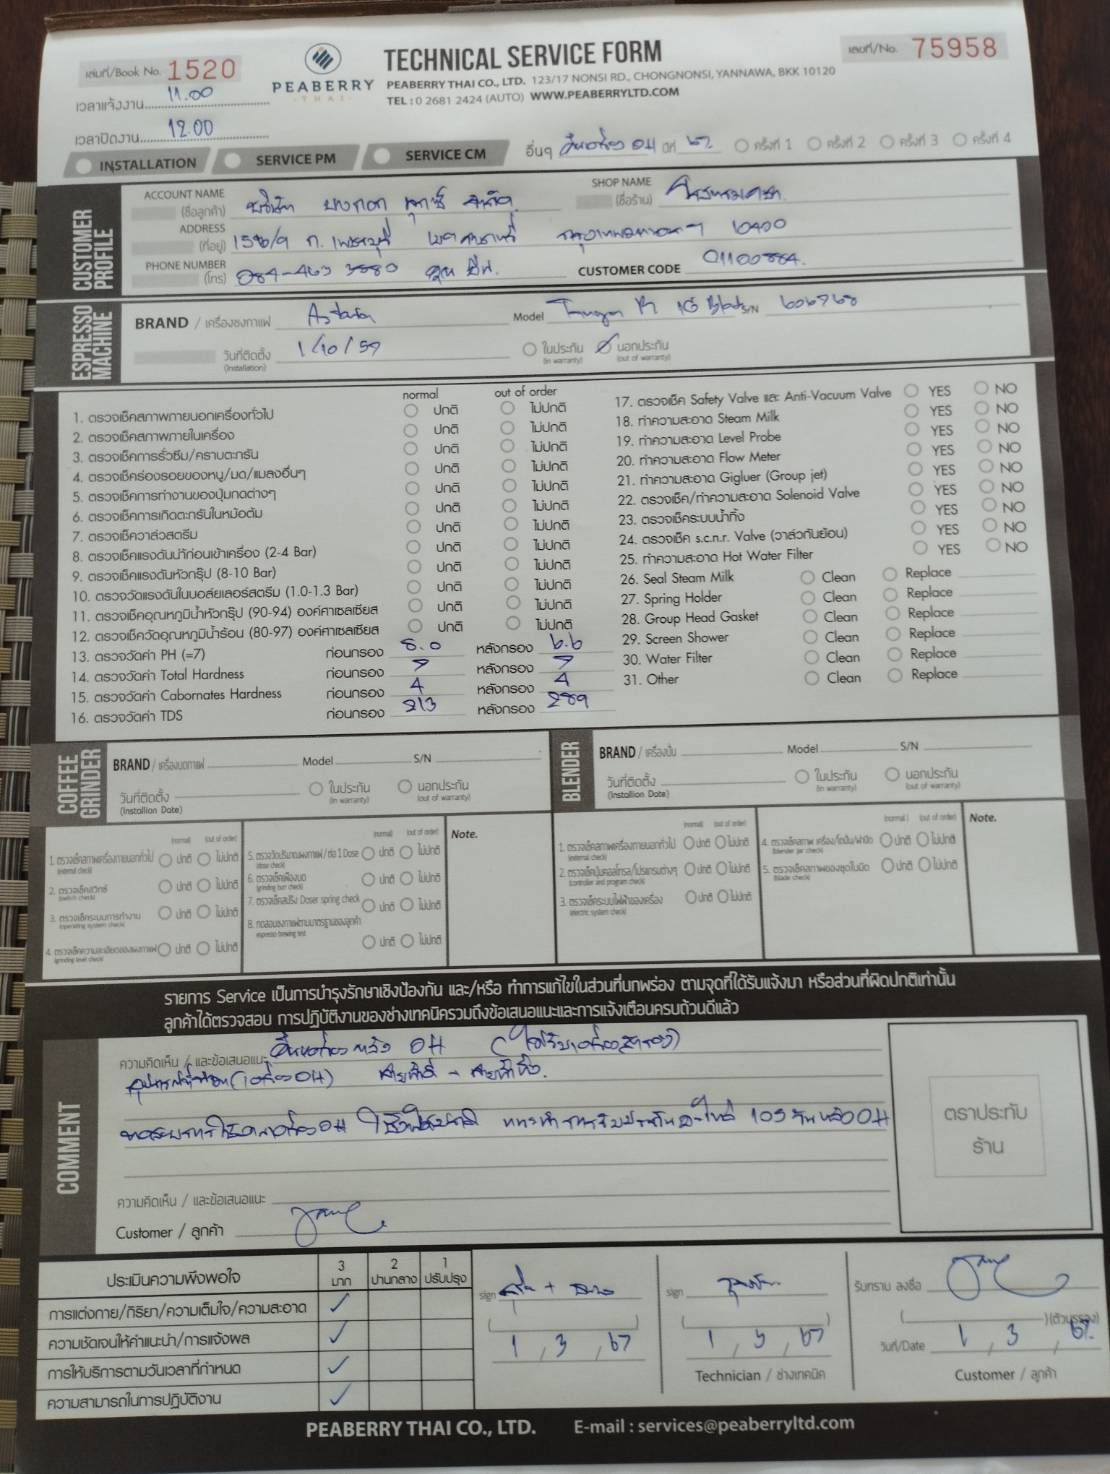 เล่มที่/Book No. 1520
PEABERRY
THAI
TECHNICAL SERVICE FORM
PEABERRY THAI CO., LTD. 123/17 NONSI RD., CHONGNONSI, YANNAWA, BKK 10120
TEL : 0 2681 2424 (AUTO) WWW.PEABERRYLTD.COM
เลขที่/No. 75958
เวลาแจ้งงาน 11.00
เวลาปิดงาน 12.00
INSTALLATION SERVICE PM SERVICE CM อื่นๆ OH ปีที่ 67 ครั้งที่ 1 ครั้งที่ 2 ครั้งที่ 3 ครั้งที่ 4
CUSTOMER PROFILE
ACCOUNT NAME (ชื่อลูกค้า) บริษัท จำกัด
SHOP NAME (ชื่อร้าน)
ADDRESS (ที่อยู่) ถ. เพชรบุรี กรุงเทพมหานครฯ 10400
PHONE NUMBER (โทร) 084-463 3880 คุณ
CUSTOMER CODE 01100884
ESPRESSO MACHINE
BRAND / เครื่องชงกาแฟ Astoria Model 1G Black S/N 606768
วันที่ติดตั้ง (Installation) 1/10/59 ในประกัน (in warranty) นอกประกัน (out of warranty)
normal out of order
1. ตรวจเช็คสภาพภายนอกเครื่องทั่วไป ปกติ ไม่ปกติ
2. ตรวจเช็คสภาพภายในเครื่อง ปกติ ไม่ปกติ
3. ตรวจเช็คการรั่วซึม/คราบตะกรัน ปกติ ไม่ปกติ
4. ตรวจเช็คร่องรอยของหนู/มด/แมลงอื่นๆ ปกติ ไม่ปกติ
5. ตรวจเช็คการทำงานของปุ่มกดต่างๆ ปกติ ไม่ปกติ
6. ตรวจเช็คการเกิดตะกรันในหม้อต้ม ปกติ ไม่ปกติ
7. ตรวจเช็ควาล์วสตรีม ปกติ ไม่ปกติ
8. ตรวจเช็คแรงดันน้ำก่อนเข้าเครื่อง (2-4 Bar) ปกติ ไม่ปกติ
9. ตรวจเช็คแรงดันหัวกรุ๊ป (8-10 Bar) ปกติ ไม่ปกติ
10. ตรวจวัดแรงดันในบอยล์เลอร์สตรีม (1.0-1.3 Bar) ปกติ ไม่ปกติ
11. ตรวจเช็คอุณหภูมิน้ำหัวกรุ๊ป (90-94) องศาเซลเซียส ปกติ ไม่ปกติ
12. ตรวจเช็ควัดอุณหภูมิน้ำร้อน (80-97) องศาเซลเซียส ปกติ ไม่ปกติ
13. ตรวจวัดค่า PH (=7) ก่อนกรอง 8.0 หลังกรอง 6.6
14. ตรวจวัดค่า Total Hardness ก่อนกรอง 7 หลังกรอง 7
15. ตรวจวัดค่า Cabornates Hardness ก่อนกรอง 4 หลังกรอง 4
16. ตรวจวัดค่า TDS ก่อนกรอง 213 หลังกรอง 289
17. ตรวจเช็ค Safety Valve และ Anti-Vacuum Valve YES NO
18. ทำความสะอาด Steam Milk YES NO
19. ทำความสะอาด Level Probe YES NO
20. ทำความสะอาด Flow Meter YES NO
21. ทำความสะอาด Gigluer (Group jet) YES NO
22. ตรวจเช็ค/ทำความสะอาด Solenoid Valve YES NO
23. ตรวจเช็คระบบน้ำทิ้ง YES NO
24. ตรวจเช็ค s.c.n.r. Valve (วาล์วกันย้อน) YES NO
25. ทำความสะอาด Hot Water Filter YES NO
26. Seal Steam Milk Clean Replace
27. Spring Holder Clean Replace
28. Group Head Gasket Clean Replace
29. Screen Shower Clean Replace
30. Water Filter Clean Replace
31. Other Clean Replace
COFFEE GRINDER
BRAND / เครื่องบดกาแฟ Model S/N
วันที่ติดตั้ง (Installion Date) ในประกัน (in warranty) นอกประกัน (out of warranty)
(normal) (out of order) (normal) (out of order) Note.
1. ตรวจเช็คสภาพเครื่องภายนอกทั่วไป (external check) ปกติ ไม่ปกติ
2. ตรวจเช็คสวิทซ์ (switch check) ปกติ ไม่ปกติ
3. ตรวจเช็คระบบการทำงาน (operating system check) ปกติ ไม่ปกติ
4. ตรวจเช็คความละเอียดของผงกาแฟ (grinding level check) ปกติ ไม่ปกติ
5. ตรวจวัดปริมาณผงกาแฟ / ต่อ 1 Dose (dose check) ปกติ ไม่ปกติ
6. ตรวจเช็คเฟืองบด (grinding burr check) ปกติ ไม่ปกติ
7. ตรวจเช็คสปริง Doser spring check ปกติ ไม่ปกติ
8. ทดสอบชงกาแฟตามมาตรฐานของลูกค้า espresso brewing test ปกติ ไม่ปกติ
BLENDER
BRAND / เครื่องปั่น Model S/N
วันที่ติดตั้ง (Installion Date) ในประกัน (in warranty) นอกประกัน (out of warranty)
(normal) (out of order) (normal) (out of order) Note.
1. ตรวจเช็คสภาพเครื่องภายนอกทั่วไป (external check) ปกติ ไม่ปกติ
2. ตรวจเช็คปุ่มคอลโทรล/โปรแกรมต่างๆ (controller and program check) ปกติ ไม่ปกติ
3. ตรวจเช็คระบบไฟฟ้าของเครื่อง (electric system check) ปกติ ไม่ปกติ
4. ตรวจเช็คสภาพ เครื่อง/โถปั่น/ฝาปิด (blender jar check) ปกติ ไม่ปกติ
5. ตรวจเช็คสภาพของชุดใบมีด (Blade check) ปกติ ไม่ปกติ
รายการ Service เป็นการบำรุงรักษาเชิงป้องกัน และ/หรือ ทำการแก้ไขในส่วนที่บกพร่อง ตามจุดที่ได้รับแจ้งมา หรือส่วนที่ผิดปกติเท่านั้น
ลูกค้าได้ตรวจสอบ การปฏิบัติงานของช่างเทคนิครวมถึงข้อเสนอแนะและการแจ้งเตือนครบถ้วนดีแล้ว
COMMENT
ความคิดเห็น / และข้อเสนอแนะ คืนเครื่อง หลัง OH
(เครื่อง OH)
OH OH
ความคิดเห็น / และข้อเสนอแนะ
Customer / ลูกค้า
ตราประทับ
ร้าน
ประเมินความพึงพอใจ 3 มาก 2 ปานกลาง 1 ปรับปรุง
การแต่งกาย/กิริยา/ความเต็มใจ/ความสะอาด ✓
ความชัดเจนให้คำแนะนำ/การแจ้งผล ✓
การให้บริการตามวันเวลาที่กำหนด ✓
ความสามารถในการปฏิบัติงาน ✓
sign
1 , 3 , 67
sign
1 , 3 , 67
Technician / ช่างเทคนิค
รับทราบ ลงชื่อ
(ตัวบรรจง)
วันที่/Date 1 , 3 , 67
Customer / ลูกค้า
PEABERRY THAI CO., LTD. E-mail : services@peaberryltd.com